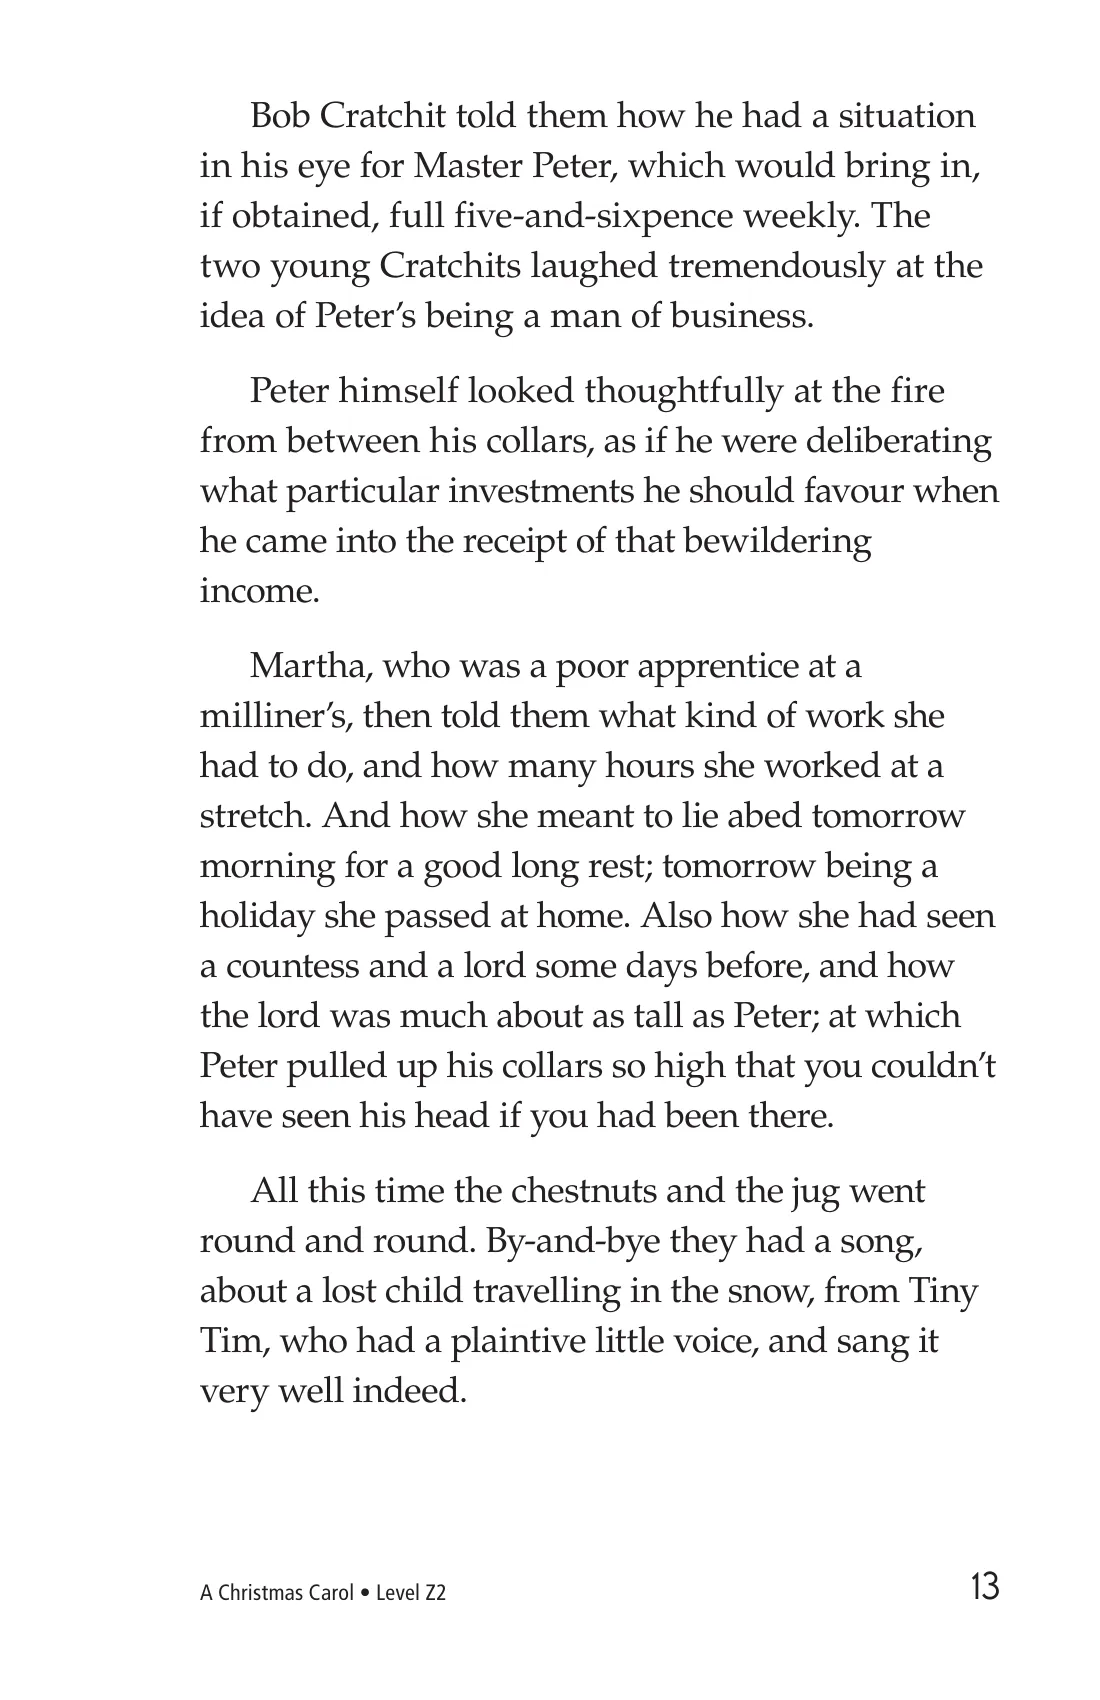 Bob Cratchit told them how he had a situation
in his eye for Master Peter, which would bring in,
if obtained, full five-and-sixpence weekly. The
two young Cratchits laughed tremendously at the
idea of Peter’s being a man of business.
Peter himself looked thoughtfully at the fire
from between his collars, as if he were deliberating
what particular investments he should favour when
he came into the receipt of that bewildering
income.
Martha, who was a poor apprentice at a
milliner’s, then told them what kind of work she
had to do, and how many hours she worked at a
stretch. And how she meant to lie abed tomorrow
morning for a good long rest; tomorrow being a
holiday she passed at home. Also how she had seen
a countess and a lord some days before, and how
the lord was much about as tall as Peter; at which
Peter pulled up his collars so high that you couldn’t
have seen his head if you had been there.
All this time the chestnuts and the jug went
round and round. By-and-bye they had a song,
about a lost child travelling in the snow, from Tiny
Tim, who had a plaintive little voice, and sang it
very well indeed.
A Christmas Carol • Level Z2 13